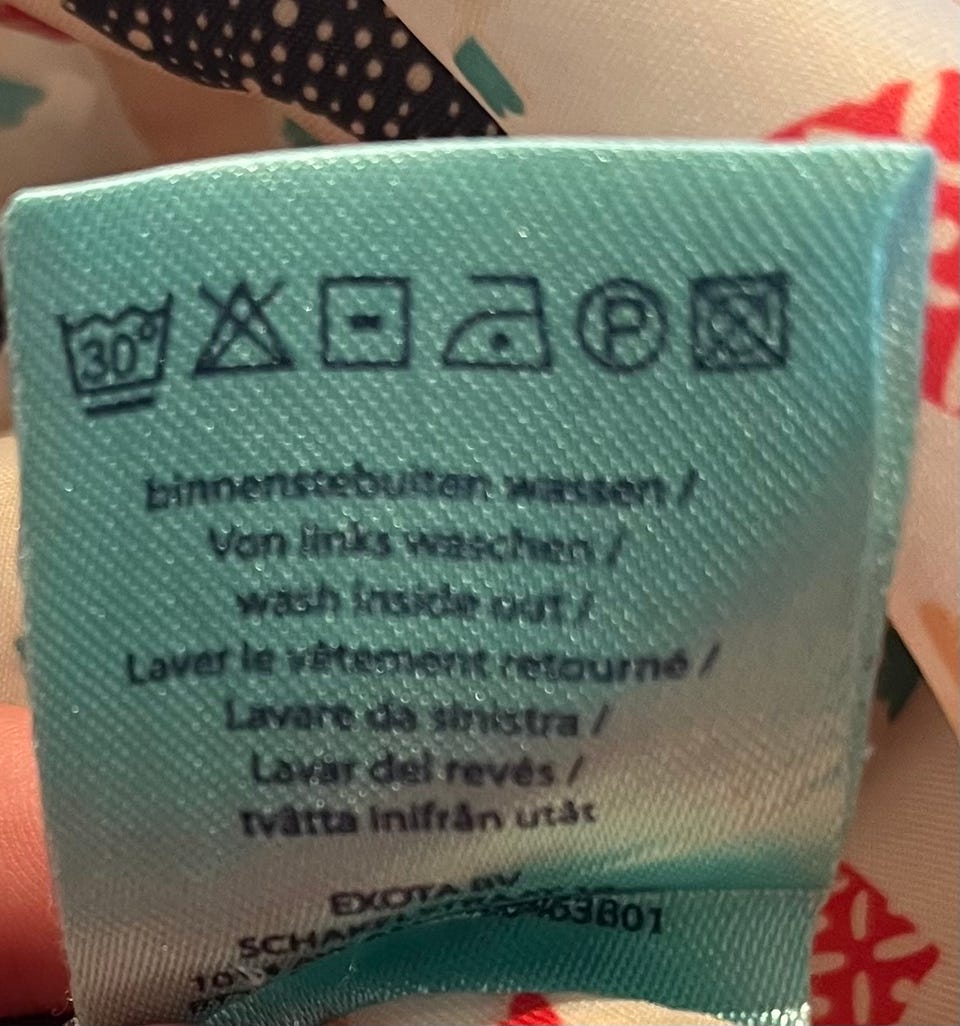 30°
P
binnenstebuiten wassen /
Von links waschen /
wash inside out /
Laver le vêtement retourné /
Lavare da sinistra /
Lavar del revés /
tvätta inifrån utåt
EXOTA BV
63B01